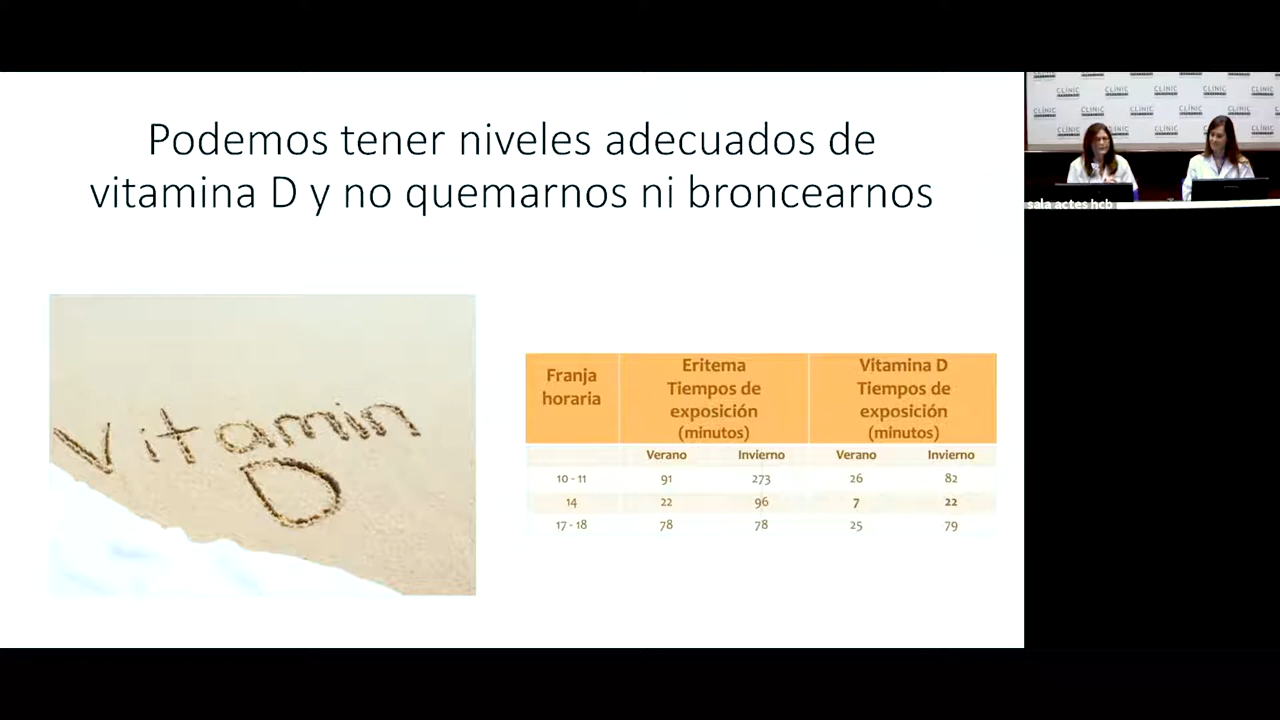 Podemos tener niveles adecuados de
vitamina D y no quemarnos ni broncearnos
Vitamin
D
Franja
horaria
Eritema
Tiempos de
exposición
(minutos)
Vitamina D
Tiempos de
exposición
(minutos)
Verano Invierno Verano Invierno
10 - 11 91 273 26 82
14 22 96 7 22
17 - 18 78 78 25 79
CLÍNIC
sala actes hcb